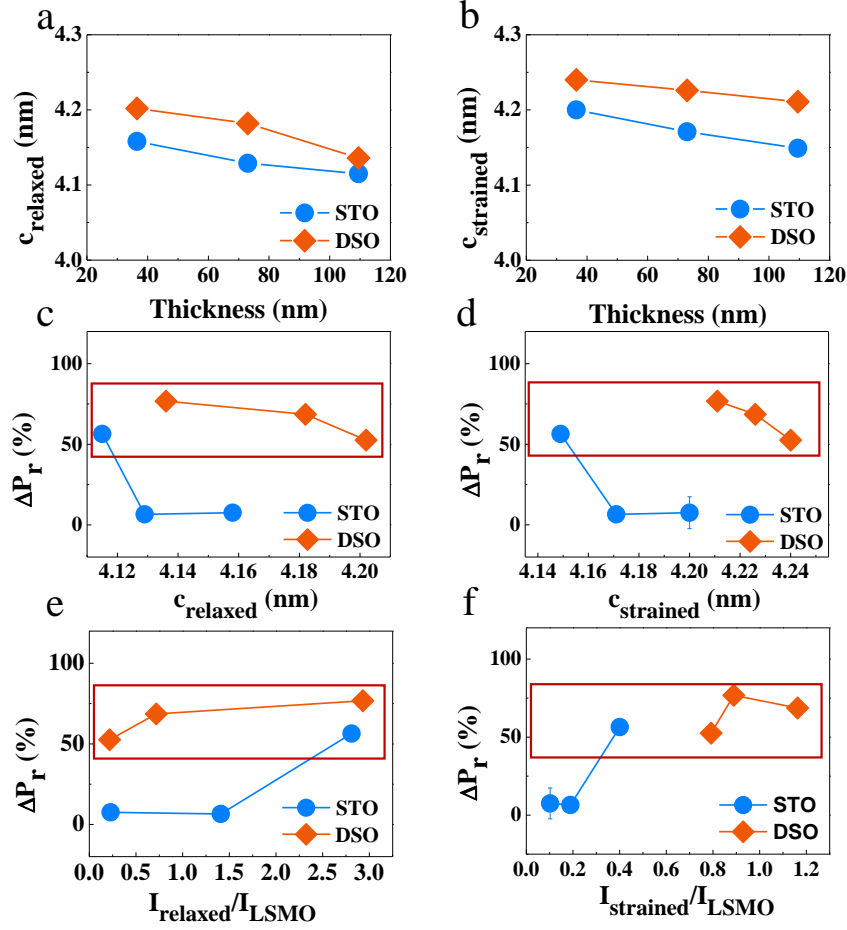 a
4.3
4.2
4.1
4.0
c_relaxed (nm)
20 40 60 80 100 120
Thickness (nm)
STO
DSO
b
4.3
4.2
4.1
4.0
c_strained (nm)
20 40 60 80 100 120
Thickness (nm)
STO
DSO
c
100
50
0
ΔP_r (%)
4.12 4.14 4.16 4.18 4.20
c_relaxed (nm)
STO
DSO
d
100
50
0
ΔP_r (%)
4.14 4.16 4.18 4.20 4.22 4.24
c_strained (nm)
STO
DSO
e
100
50
0
ΔP_r (%)
0.0 0.5 1.0 1.5 2.0 2.5 3.0
I_relaxed/I_LSMO
STO
DSO
f
100
50
0
ΔP_r (%)
0.0 0.2 0.4 0.6 0.8 1.0 1.2
I_strained/I_LSMO
STO
DSO